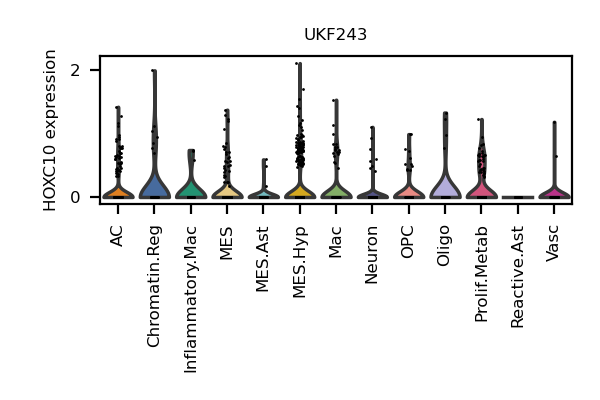 UKF243
HOXC10 expression
2
0
AC
Chromatin.Reg
Inflammatory.Mac
MES
MES.Ast
MES.Hyp
Mac
Neuron
OPC
Oligo
Prolif.Metab
Reactive.Ast
Vasc